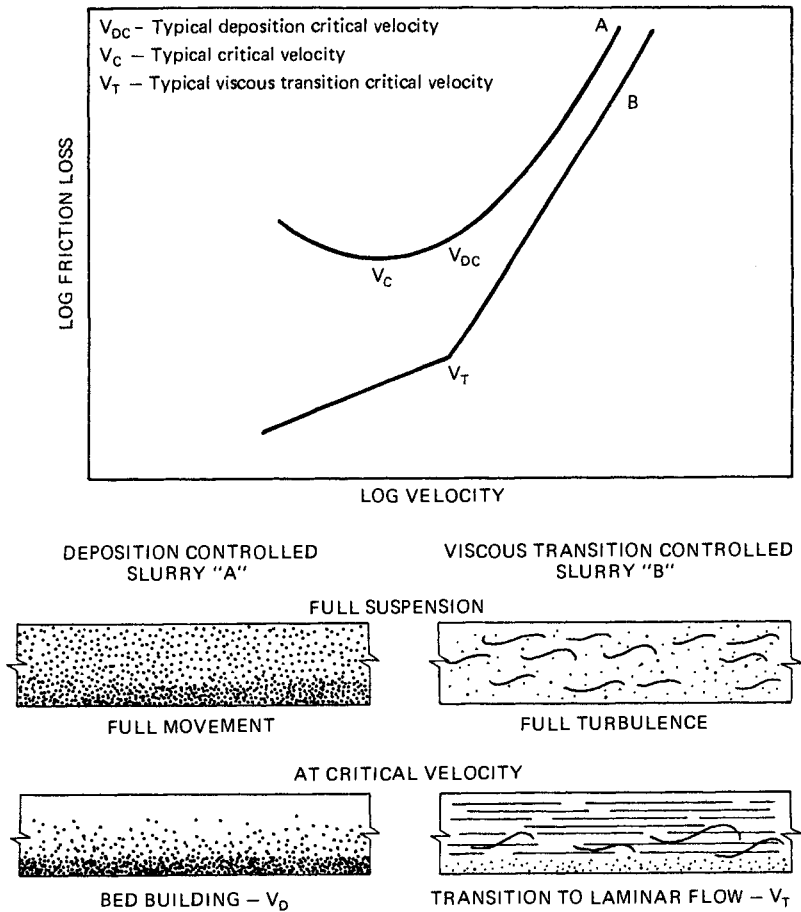 V_DC - Typical deposition critical velocity
V_C – Typical critical velocity
V_T – Typical viscous transition critical velocity
A
B
V_C
V_DC
V_T
LOG FRICTION LOSS
LOG VELOCITY
DEPOSITION CONTROLLED
SLURRY "A"
VISCOUS TRANSITION CONTROLLED
SLURRY "B"
FULL SUSPENSION
FULL MOVEMENT
FULL TURBULENCE
AT CRITICAL VELOCITY
BED BUILDING – V_D
TRANSITION TO LAMINAR FLOW – V_T